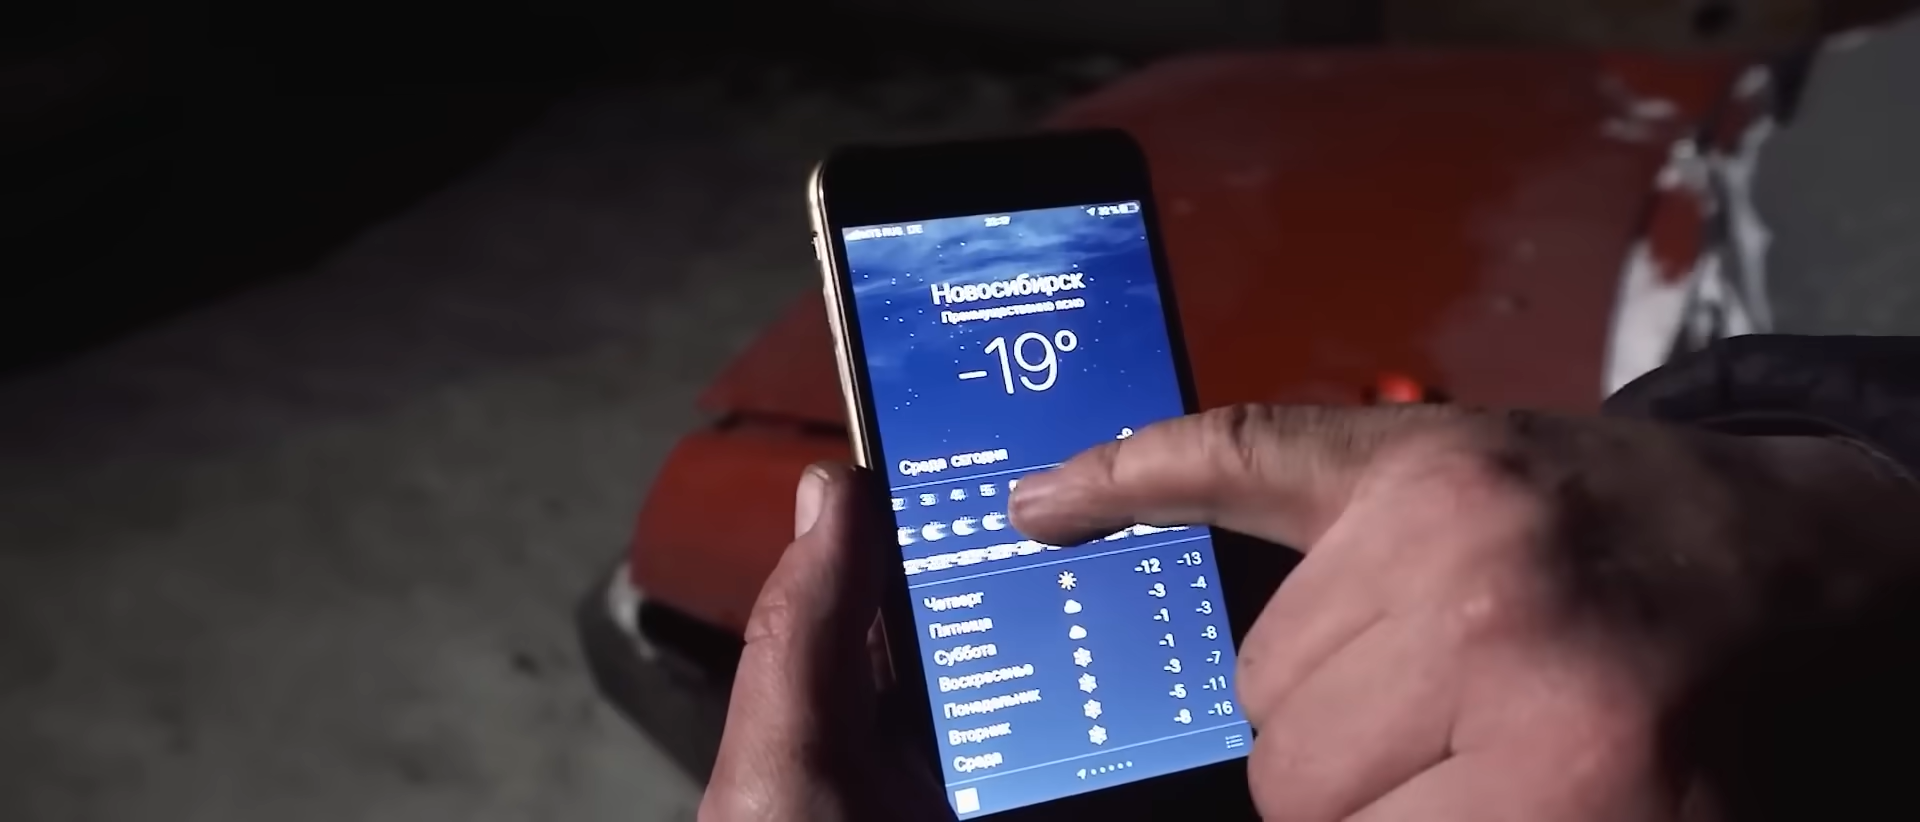 Новосибирск
Преимущественно ясно
-19°
Среда сегодня
Четверг -12 -13
Пятница -3 -4
Суббота -1 -3
Воскресенье -1 -8
Понедельник -3 -7
Вторник -5 -11
Среда -8 -16